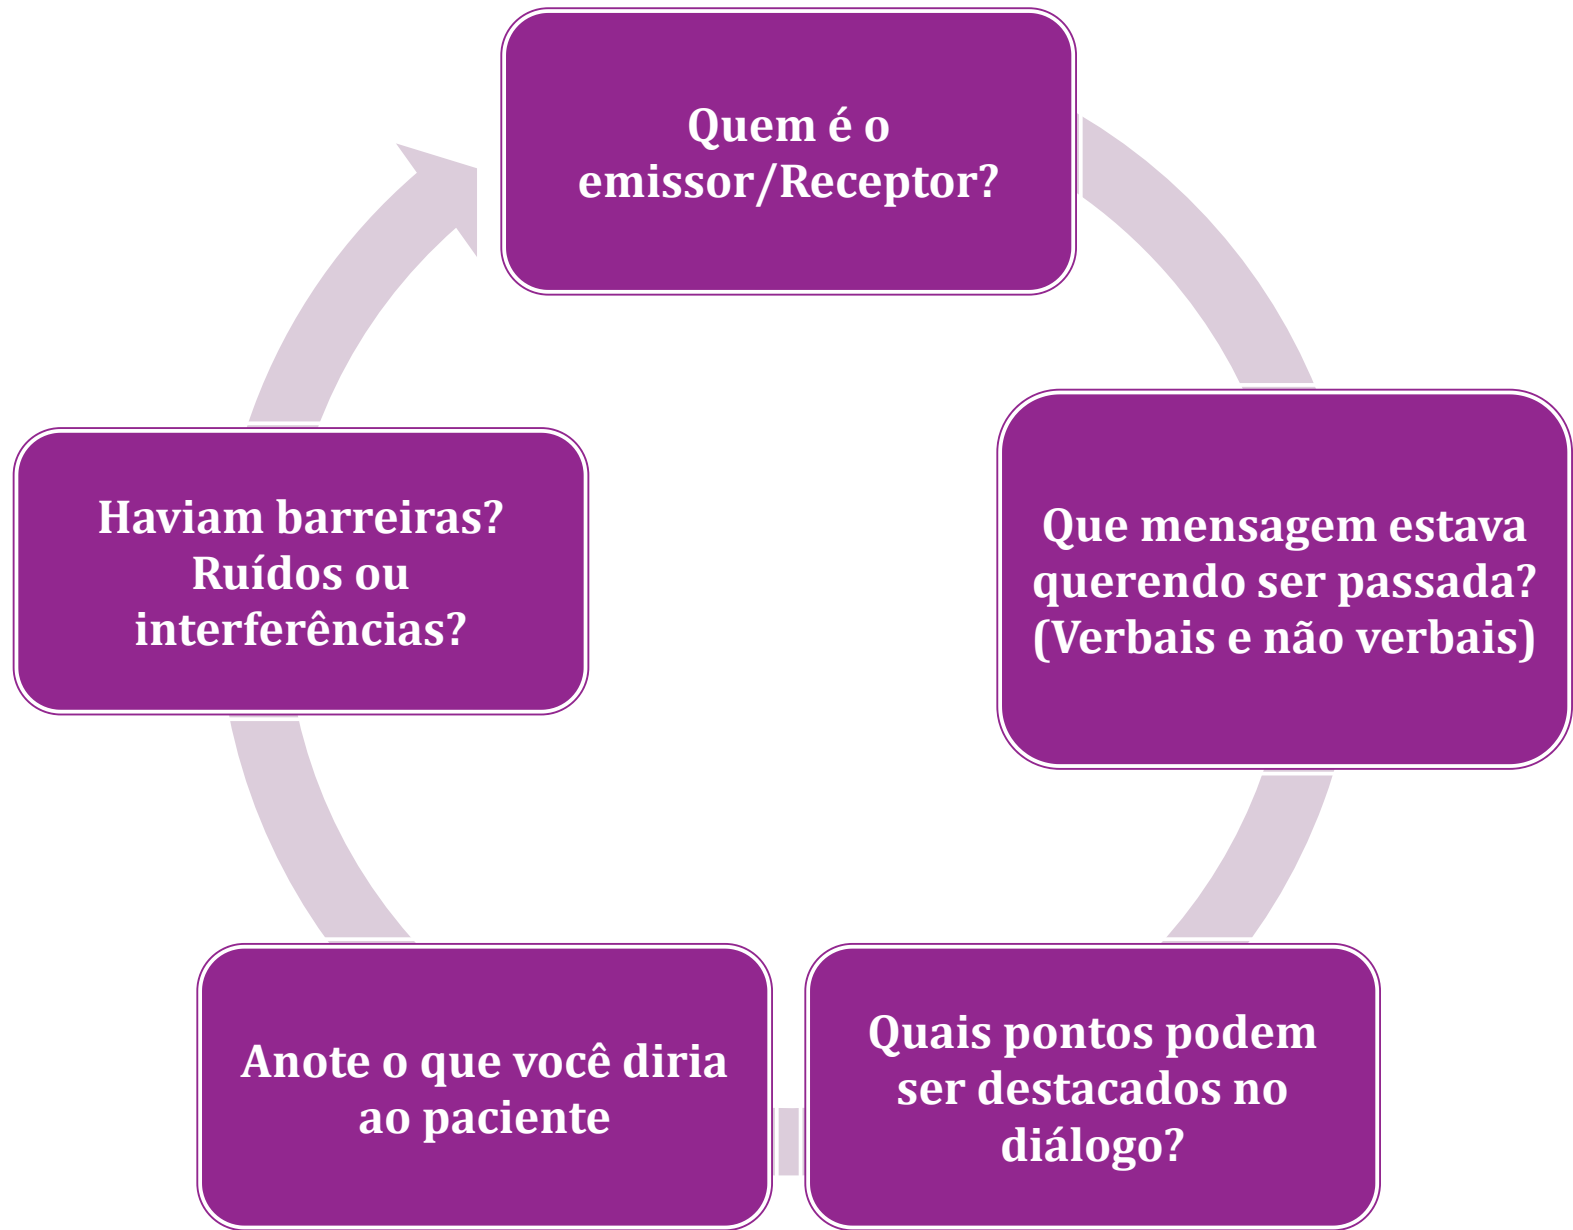 Quem é o
emissor/Receptor?
Que mensagem estava
querendo ser passada?
(Verbais e não verbais)
Quais pontos podem
ser destacados no
diálogo?
Anote o que você diria
ao paciente
Haviam barreiras?
Ruídos ou
interferências?